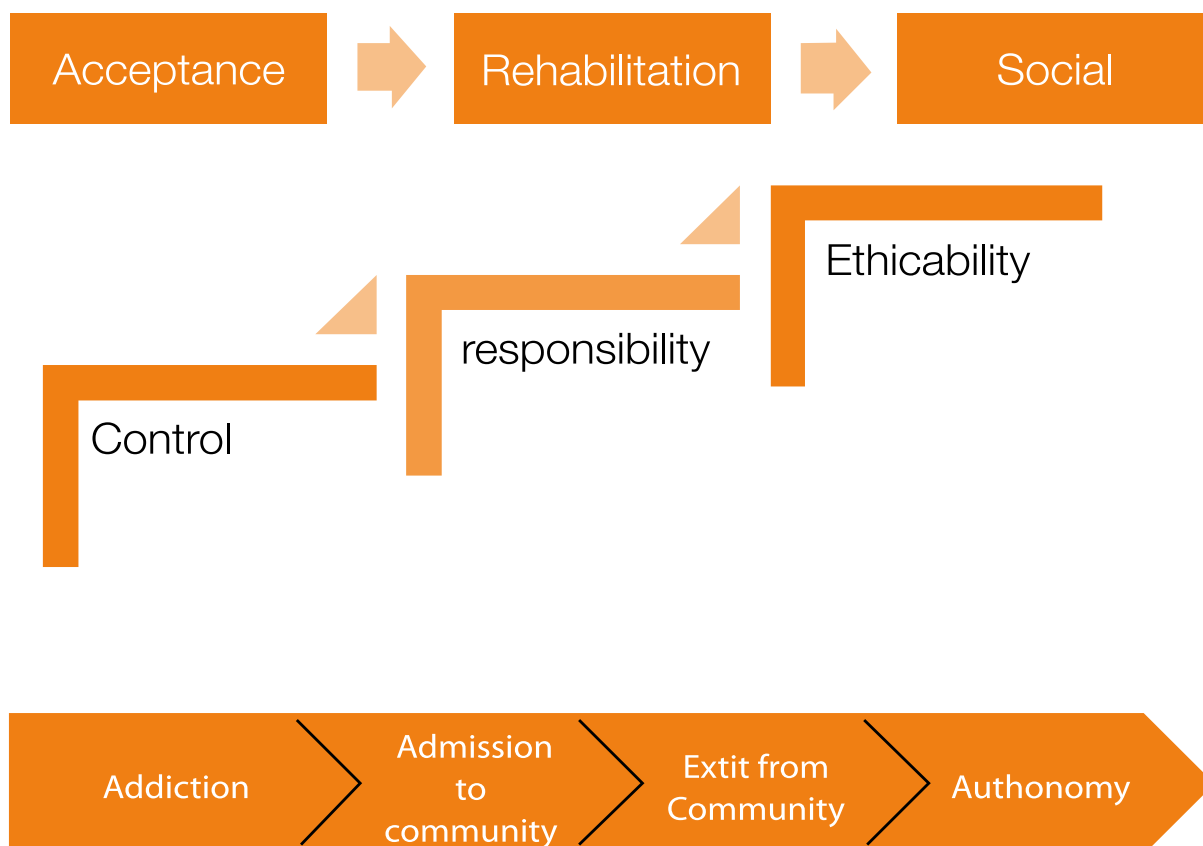 Acceptance
Rehabilitation
Social
Ethicability
responsibility
Control
Addiction
Admission
to
community
Extit from
Community
Authonomy